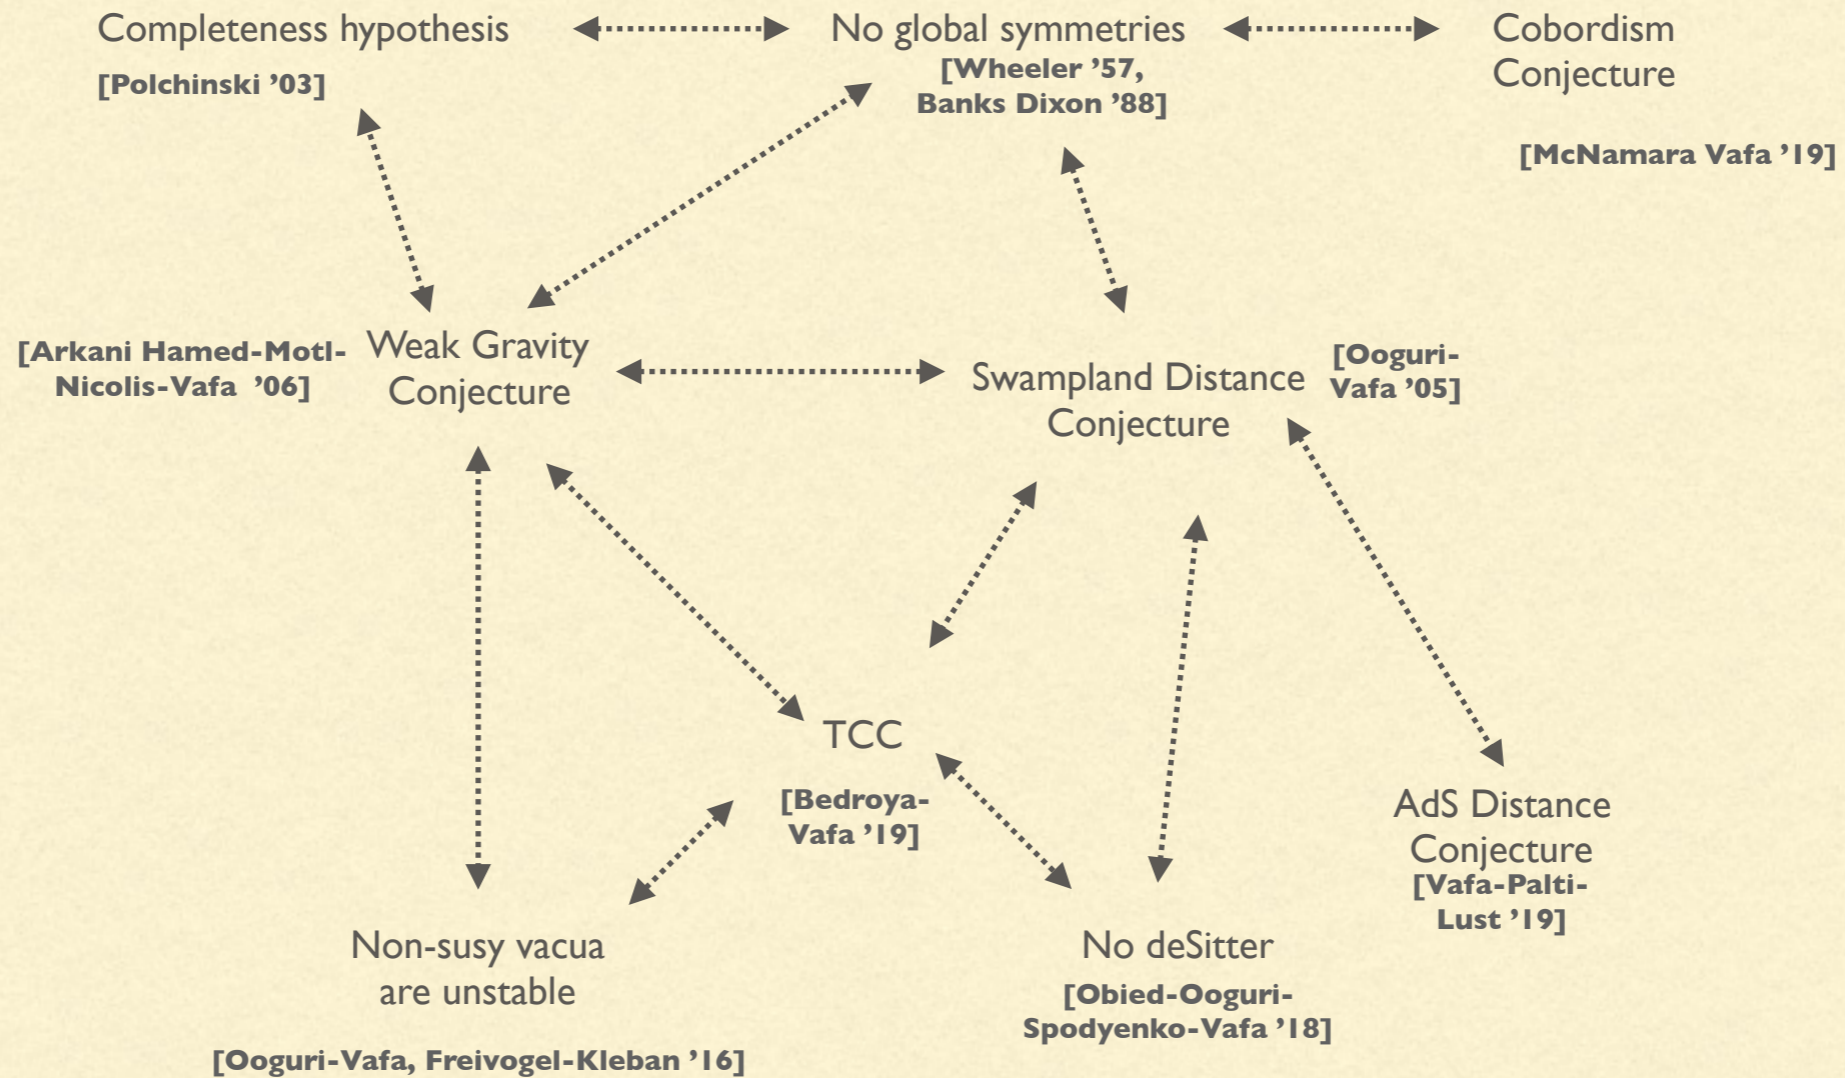 Completeness hypothesis
[Polchinski ’03]
No global symmetries
[Wheeler ’57,
Banks Dixon ’88]
Cobordism
Conjecture
[McNamara Vafa ’19]
[Arkani Hamed-Motl-
Nicolis-Vafa ’06]
Weak Gravity
Conjecture
Swampland Distance
Conjecture
[Ooguri-
Vafa ’05]
TCC
[Bedroya-
Vafa ’19]
AdS Distance
Conjecture
[Vafa-Palti-
Lust ’19]
Non-susy vacua
are unstable
[Ooguri-Vafa, Freivogel-Kleban ’16]
No deSitter
[Obied-Ooguri-
Spodyenko-Vafa ’18]